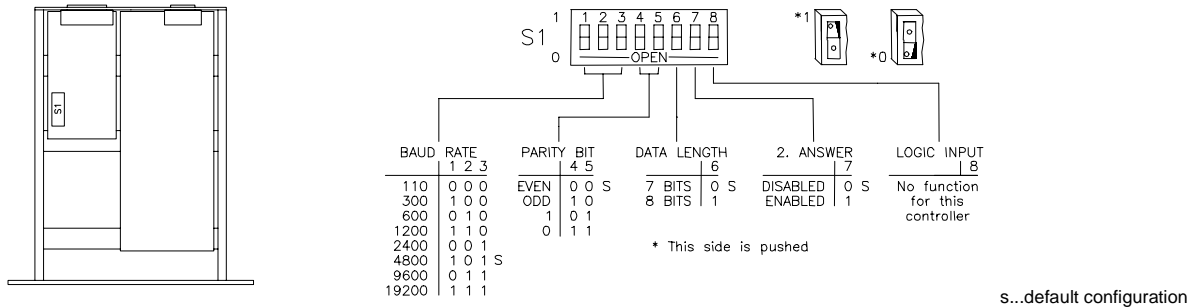 S1
S1
1
0
1 2 3 4 5 6 7 8
OPEN
*1
*0
BAUD RATE
1 2 3
110 0 0 0
300 1 0 0
600 0 1 0
1200 1 1 0
2400 0 0 1
4800 1 0 1 S
9600 0 1 1
19200 1 1 1
PARITY BIT
4 5
EVEN 0 0 S
ODD 1 0
1 0 1
0 1 1
DATA LENGTH
6
7 BITS 0 S
8 BITS 1
2. ANSWER
7
DISABLED 0 S
ENABLED 1
LOGIC INPUT
8
No function
for this
controller
* This side is pushed
s...default configuration